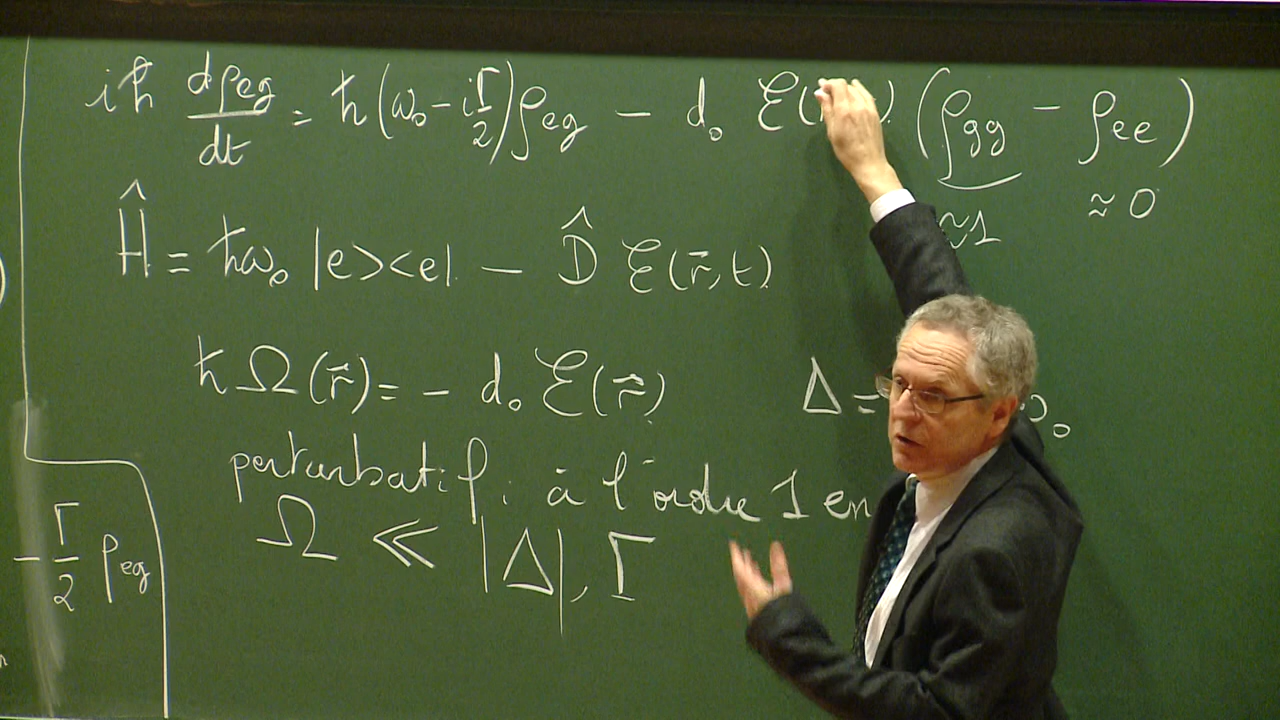 iħ dρeg/dt = ħ(ω₀ - iΓ/2)ρeg - d₀ ℰ( ) (ρgg - ρee)
≈1 ≈0
Ĥ = ħω₀ |e><e| - D̂ ℰ(r⃗,t)
ħΩ(r⃗) = - d₀ ℰ(r⃗) Δ =
perturbatif : à l'ordre 1 en
Ω ≪ |Δ|, Γ
-Γ/2 ρeg